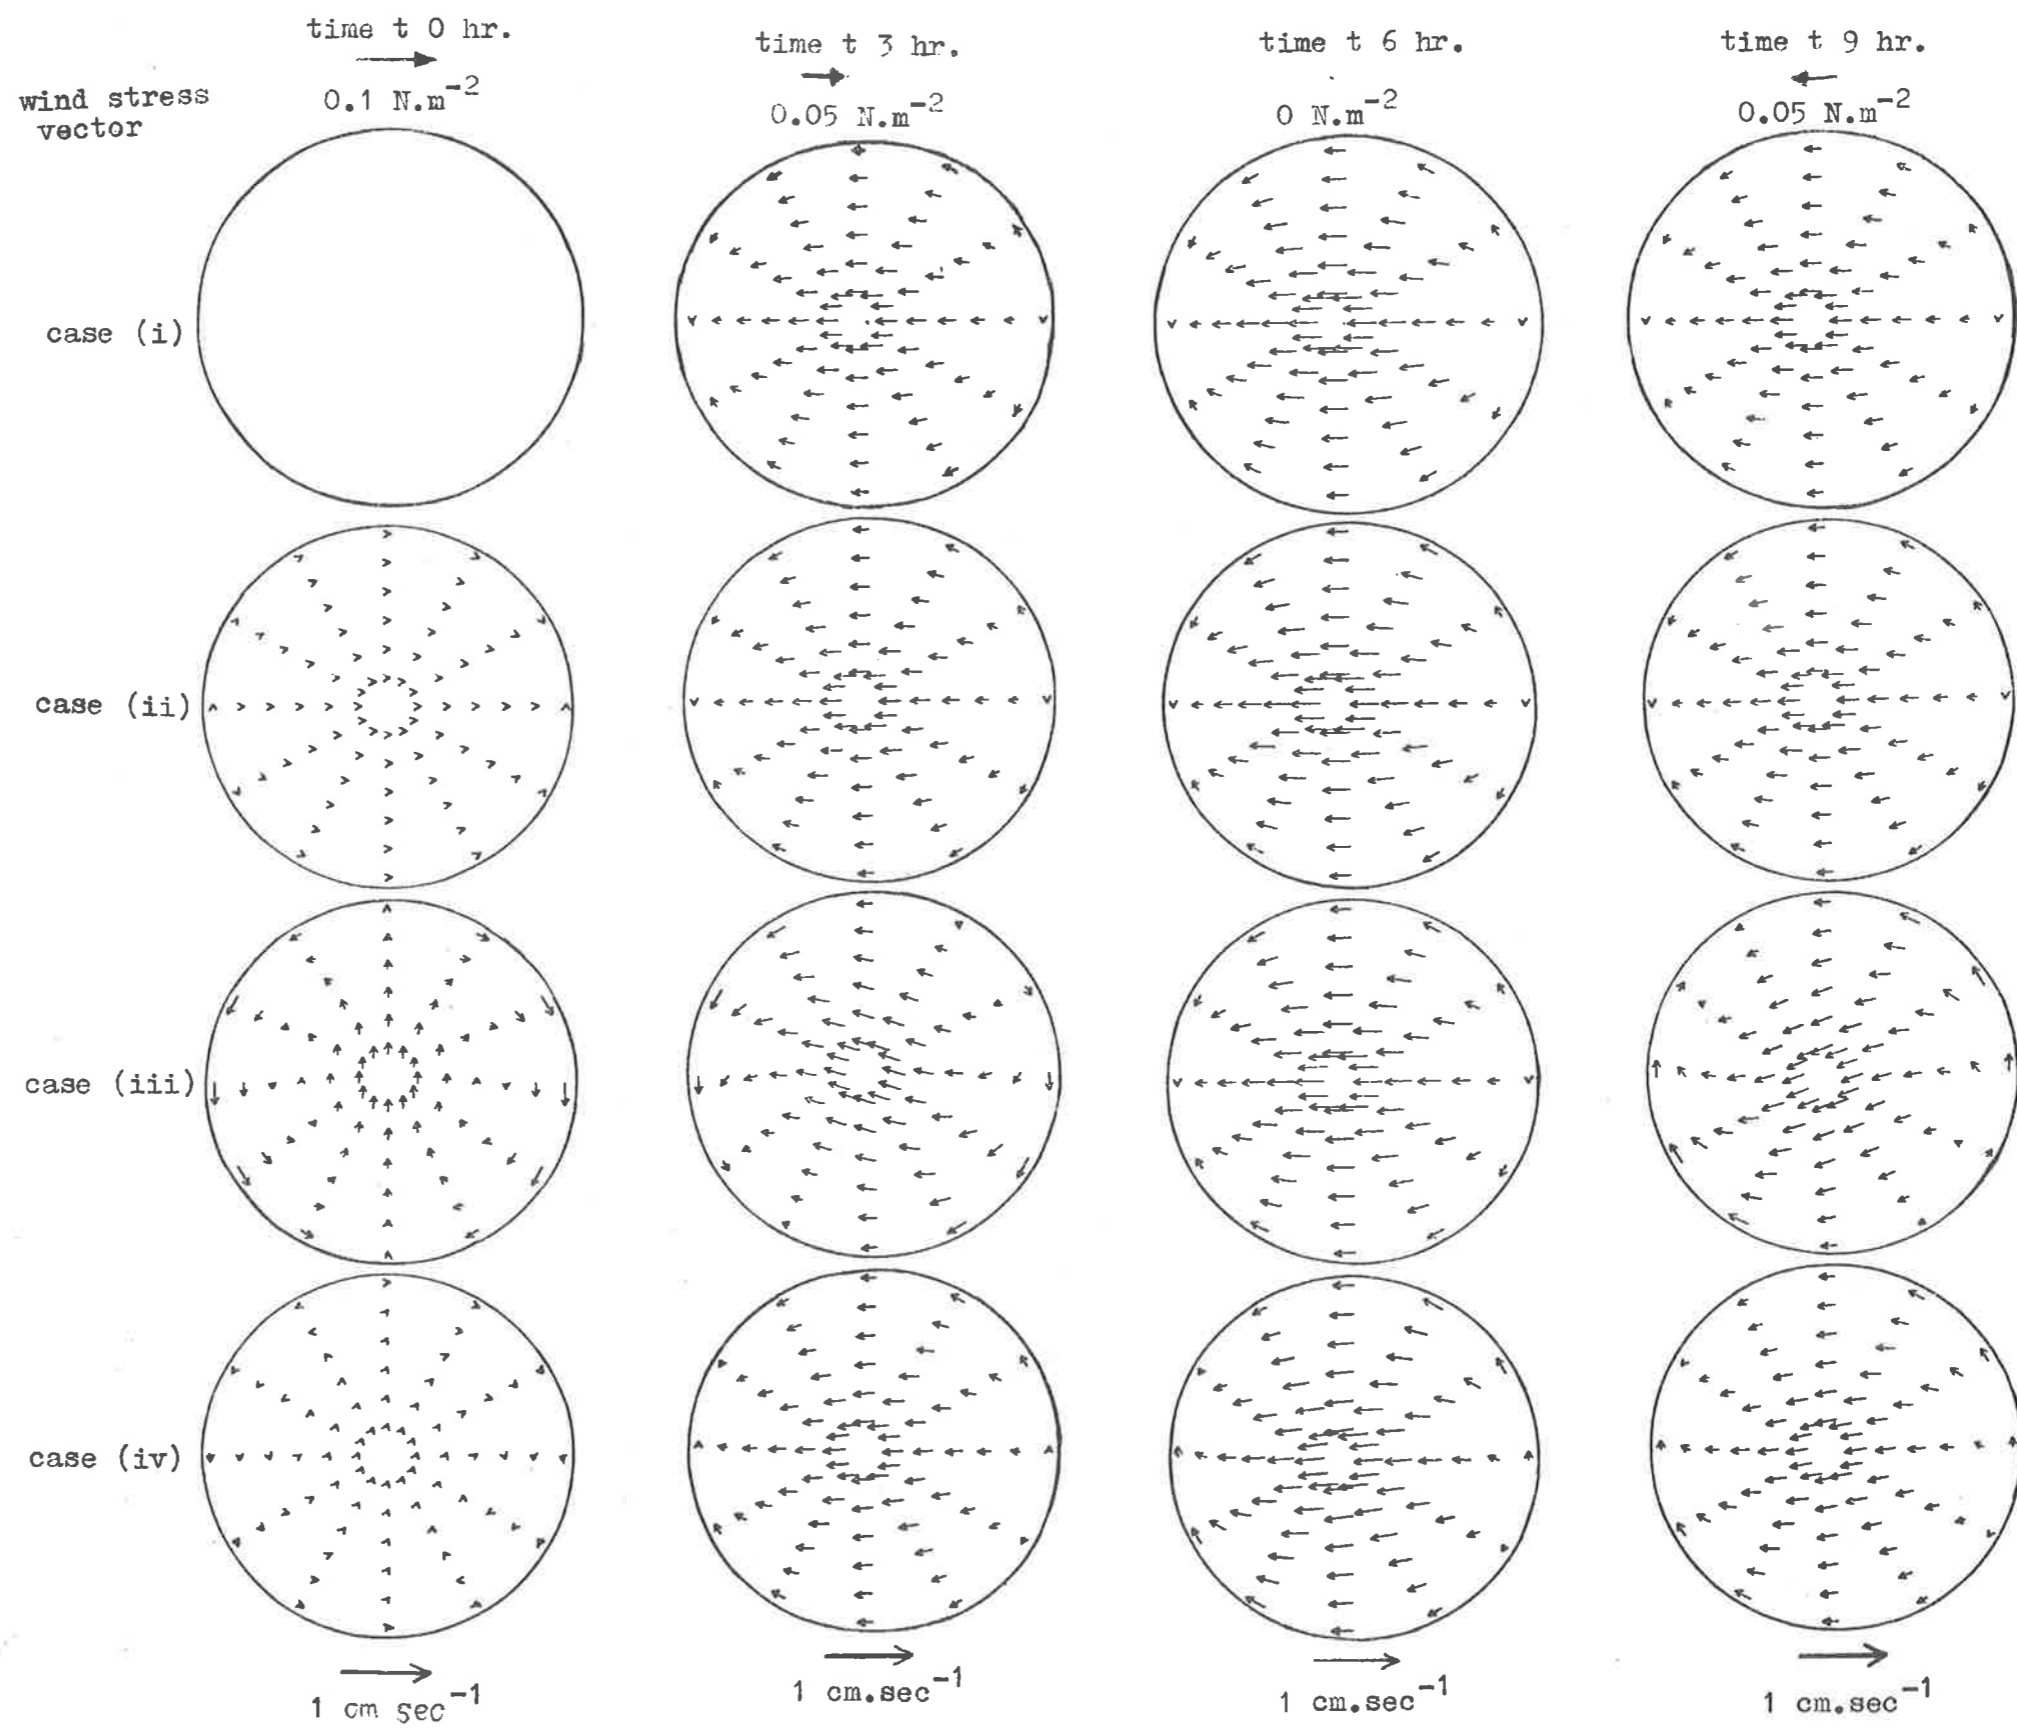 time t 0 hr.
time t 3 hr.
time t 6 hr.
time t 9 hr.
wind stress
vector
0.1 N.m⁻²
0.05 N.m⁻²
0 N.m⁻²
0.05 N.m⁻²
case (i)
case (ii)
case (iii)
case (iv)
1 cm sec⁻¹
1 cm.sec⁻¹
1 cm.sec⁻¹
1 cm.sec⁻¹